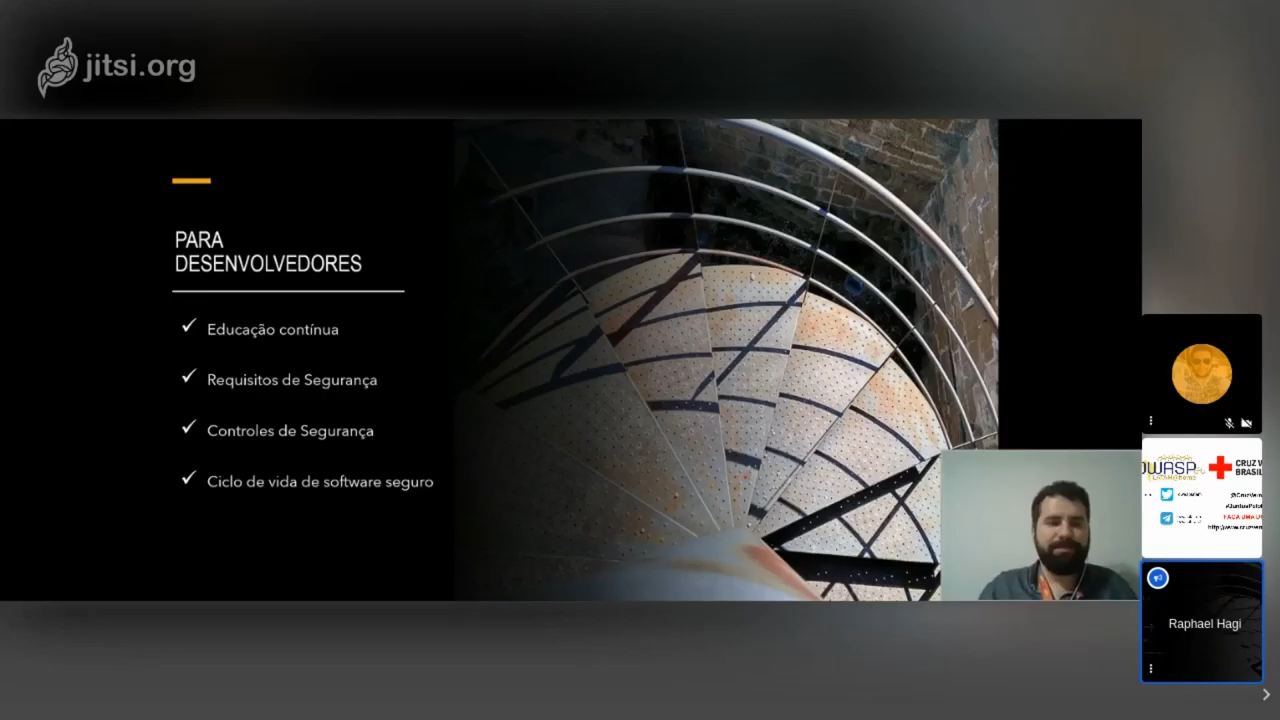 jitsi.org
PARA
DESENVOLVEDORES
✓ Educação contínua
✓ Requisitos de Segurança
✓ Controles de Segurança
✓ Ciclo de vida de software seguro
OWASP
CRUZ V
BRASIL
Raphael Hagi